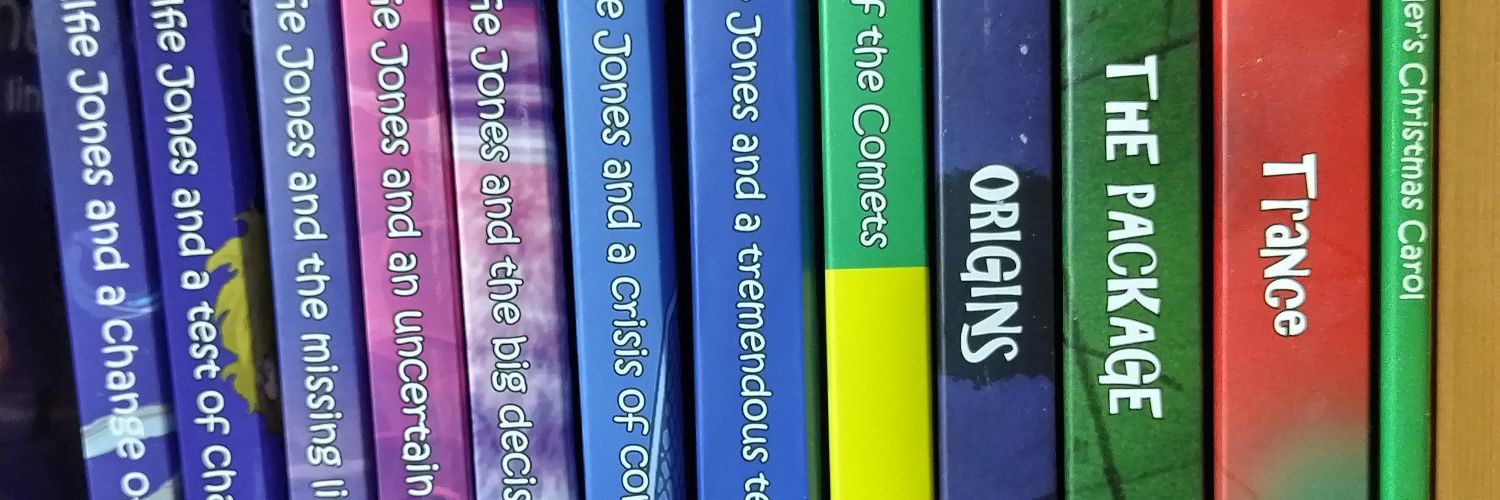 lfie Jones and a change o
lfie Jones and a test of cha
ie Jones and the missing li
ie Jones and an uncertain
ie Jones and the big decis
e Jones and a crisis of co
Jones and a tremendous te
f the Comets
ORIGINS
THE PACKAGE
Trance
ler's Christmas Carol